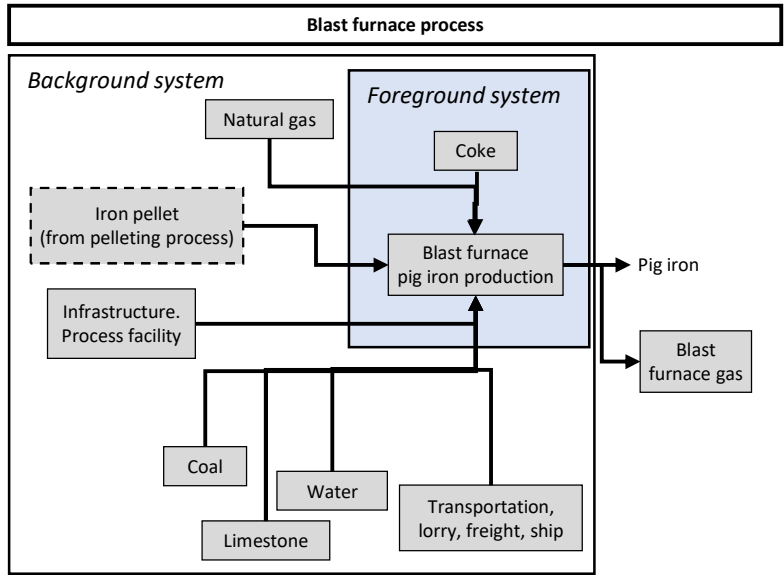 Blast furnace process
Background system
Foreground system
Natural gas
Coke
Iron pellet
(from pelleting process)
Blast furnace
pig iron production
Pig iron
Infrastructure.
Process facility
Blast
furnace gas
Coal
Water
Transportation,
lorry, freight, ship
Limestone